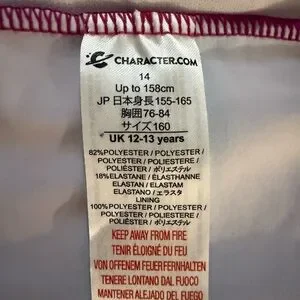 CHARACTER.COM
14
Up to 158cm
JP 日本身長155-165
胸囲76-84
サイズ160
UK 12-13 years
82%POLYESTER / POLYESTER /
POLYESTER / POLIESTERE /
POLIÉSTER / ポリエステル
18%ELASTANE / ÉLASTHANNE
ELASTAN / ELASTAM
ELASTANO / エラスタ
LINING
100%POLYESTER / POLYESTER /
POLYESTER / POLIESTERE /
POLIÉSTER / ポリエステル
KEEP AWAY FROM FIRE
TENIR ÉLOIGNÉ DU FEU
VON OFFENEM FEUER FERNHALTEN
TENERE LONTANO DAL FUOCO
MANTENER ALEJADO DEL FUEGO